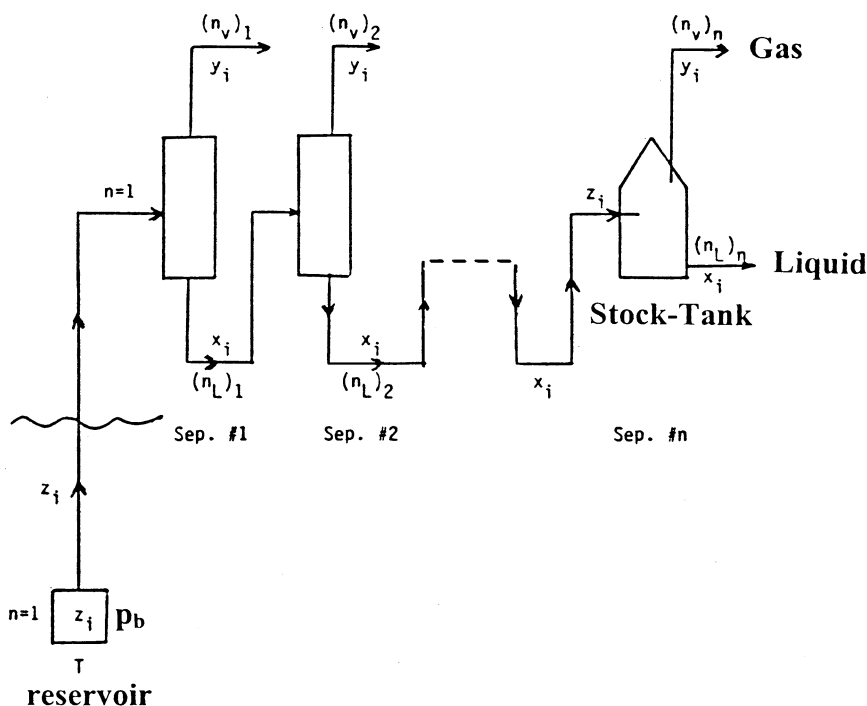 (n_v)_1
(n_v)_2
(n_v)_n
Gas
y_i
y_i
y_i
n=1
z_i
(n_L)_n
Liquid
x_i
Stock-Tank
x_i
x_i
(n_L)_1
(n_L)_2
x_i
Sep. #1
Sep. #2
Sep. #n
z_i
n=1
z_i
p_b
T
reservoir